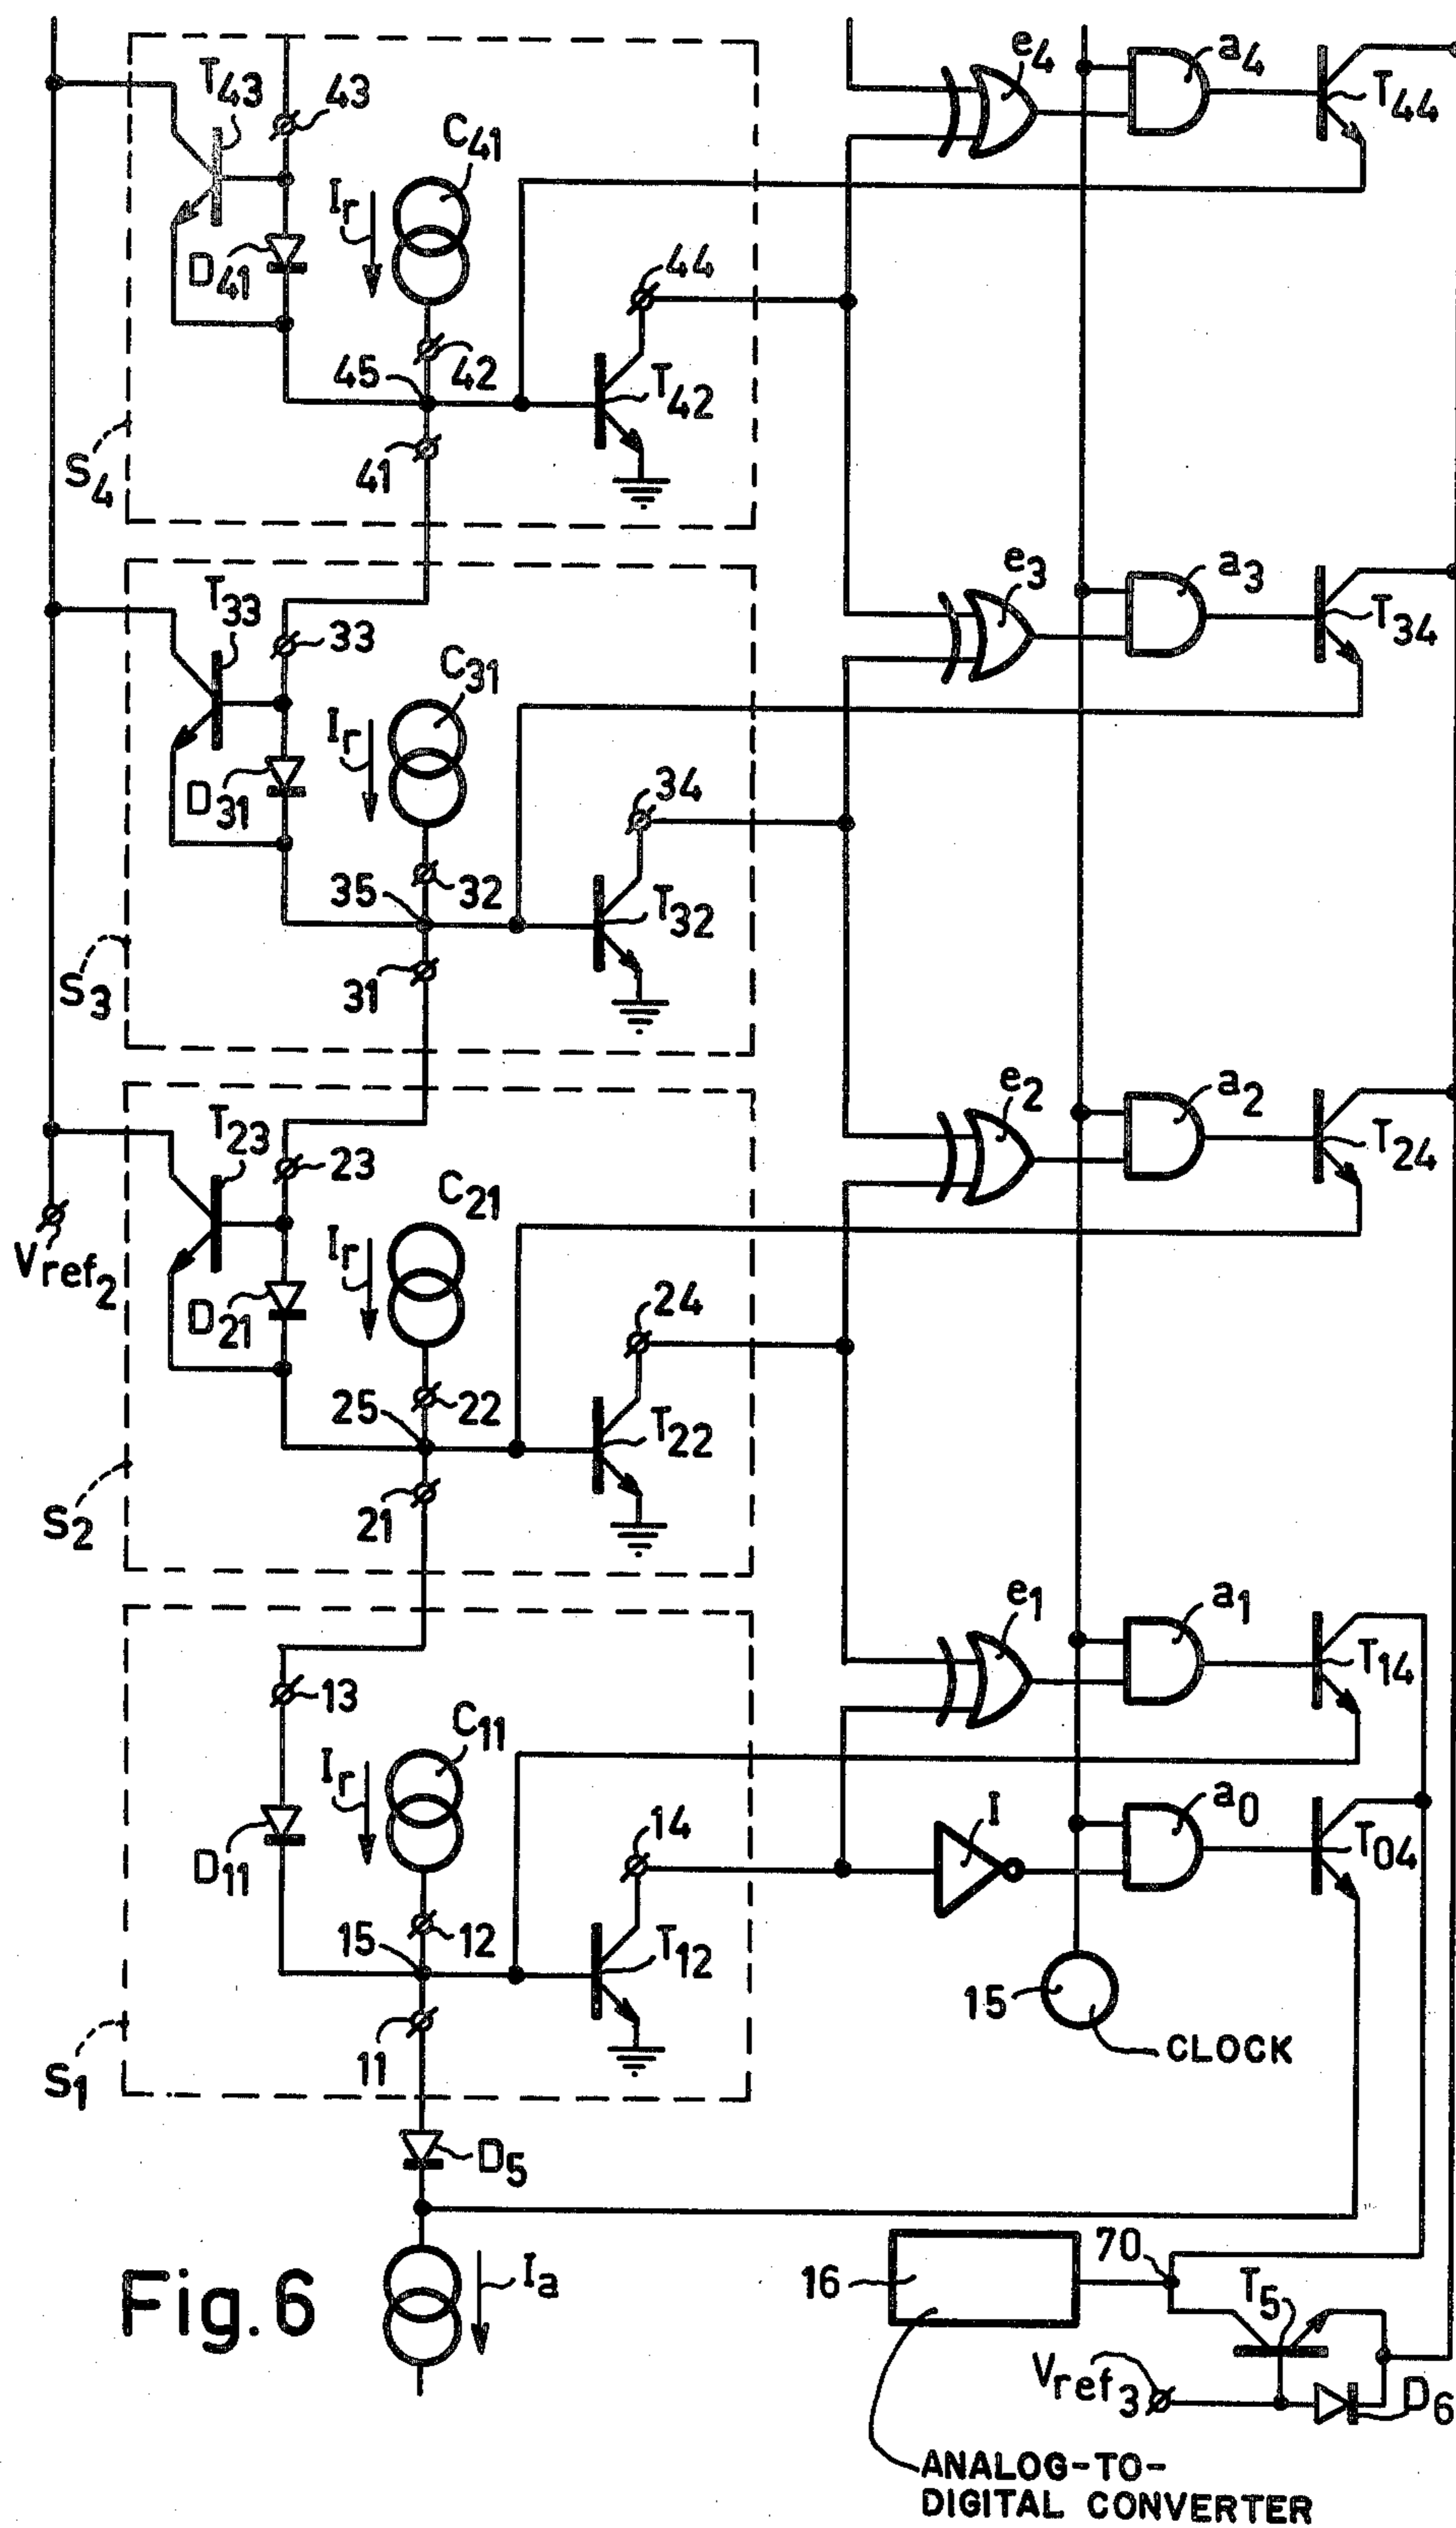 e4 a4
T43 43 C41 T44
Ir
D41 44
45 42 T42
S4 41
T33 33 C31 e3 a3 T34
Ir
D31 34
35 32 T32
S3 31
T23 23 C21 e2 a2 T24
Vref2 Ir
D21 24
25 22 T22
S2 21
e1 a1 T14
13 C11
Ir
D11 14 I a0 T04
15 12 T12
15 CLOCK
S1 11
D5
Fig. 6 Ia 16 70 T5
Vref3 D6
ANALOG-TO-
DIGITAL CONVERTER